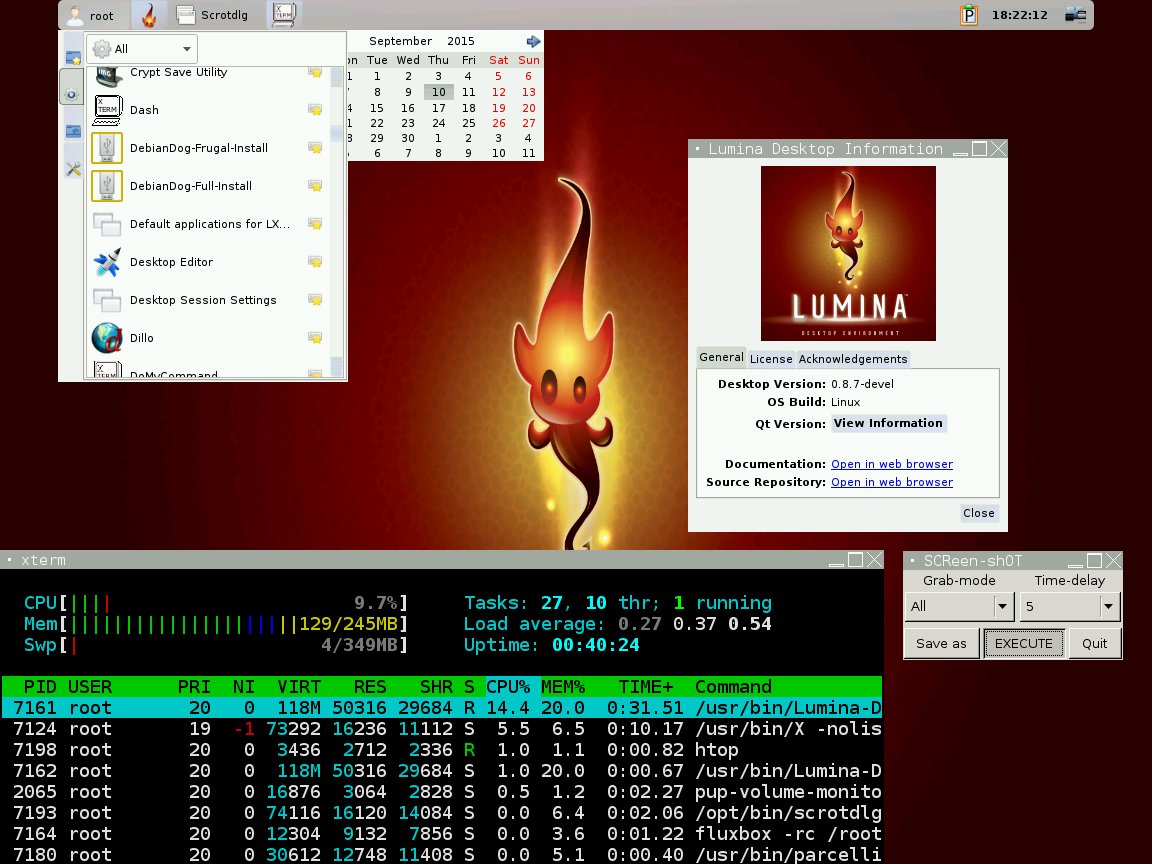 root
Scrotdlg
X
TERM
P
18:22:12
All
Crypt Save Utility
Dash
DebianDog-Frugal-Install
DebianDog-Full-Install
Default applications for LX...
Desktop Editor
Desktop Session Settings
Dillo
DoMyCommand
September 2015
on Tue Wed Thu Fri Sat Sun
1 2 3 4 5 6
7 8 9 10 11 12 13
4 15 16 17 18 19 20
1 22 23 24 25 26 27
8 29 30 1 2 3 4
6 7 8 9 10 11
Lumina Desktop Information
LUMINA
DESKTOP ENVIRONMENT
General License Acknowledgements
Desktop Version: 0.8.7-devel
OS Build: Linux
Qt Version: View Information
Documentation: Open in web browser
Source Repository: Open in web browser
Close
xterm
CPU[|||| 9.7%] Tasks: 27, 10 thr; 1 running
Mem[|||||||||||||||||||||129/245MB] Load average: 0.27 0.37 0.54
Swp[| 4/349MB] Uptime: 00:40:24
PID USER PRI NI VIRT RES SHR S CPU% MEM% TIME+ Command
7161 root 20 0 118M 50316 29684 R 14.4 20.0 0:31.51 /usr/bin/Lumina-D
7124 root 19 -1 73292 16236 11112 S 5.5 6.5 0:10.17 /usr/bin/X -nolis
7198 root 20 0 3436 2712 2336 R 1.0 1.1 0:00.82 htop
7162 root 20 0 118M 50316 29684 S 1.0 20.0 0:00.67 /usr/bin/Lumina-D
2065 root 20 0 16876 3064 2828 S 0.5 1.2 0:02.27 pup-volume-monito
7193 root 20 0 74116 16120 14084 S 0.0 6.4 0:02.06 /opt/bin/scrotdlg
7164 root 20 0 12304 9132 7856 S 0.0 3.6 0:01.22 fluxbox -rc /root
7180 root 20 0 30612 12748 11408 S 0.0 5.1 0:00.40 /usr/bin/parcelli
SCReen-shOT
Grab-mode Time-delay
All 5
Save as EXECUTE Quit